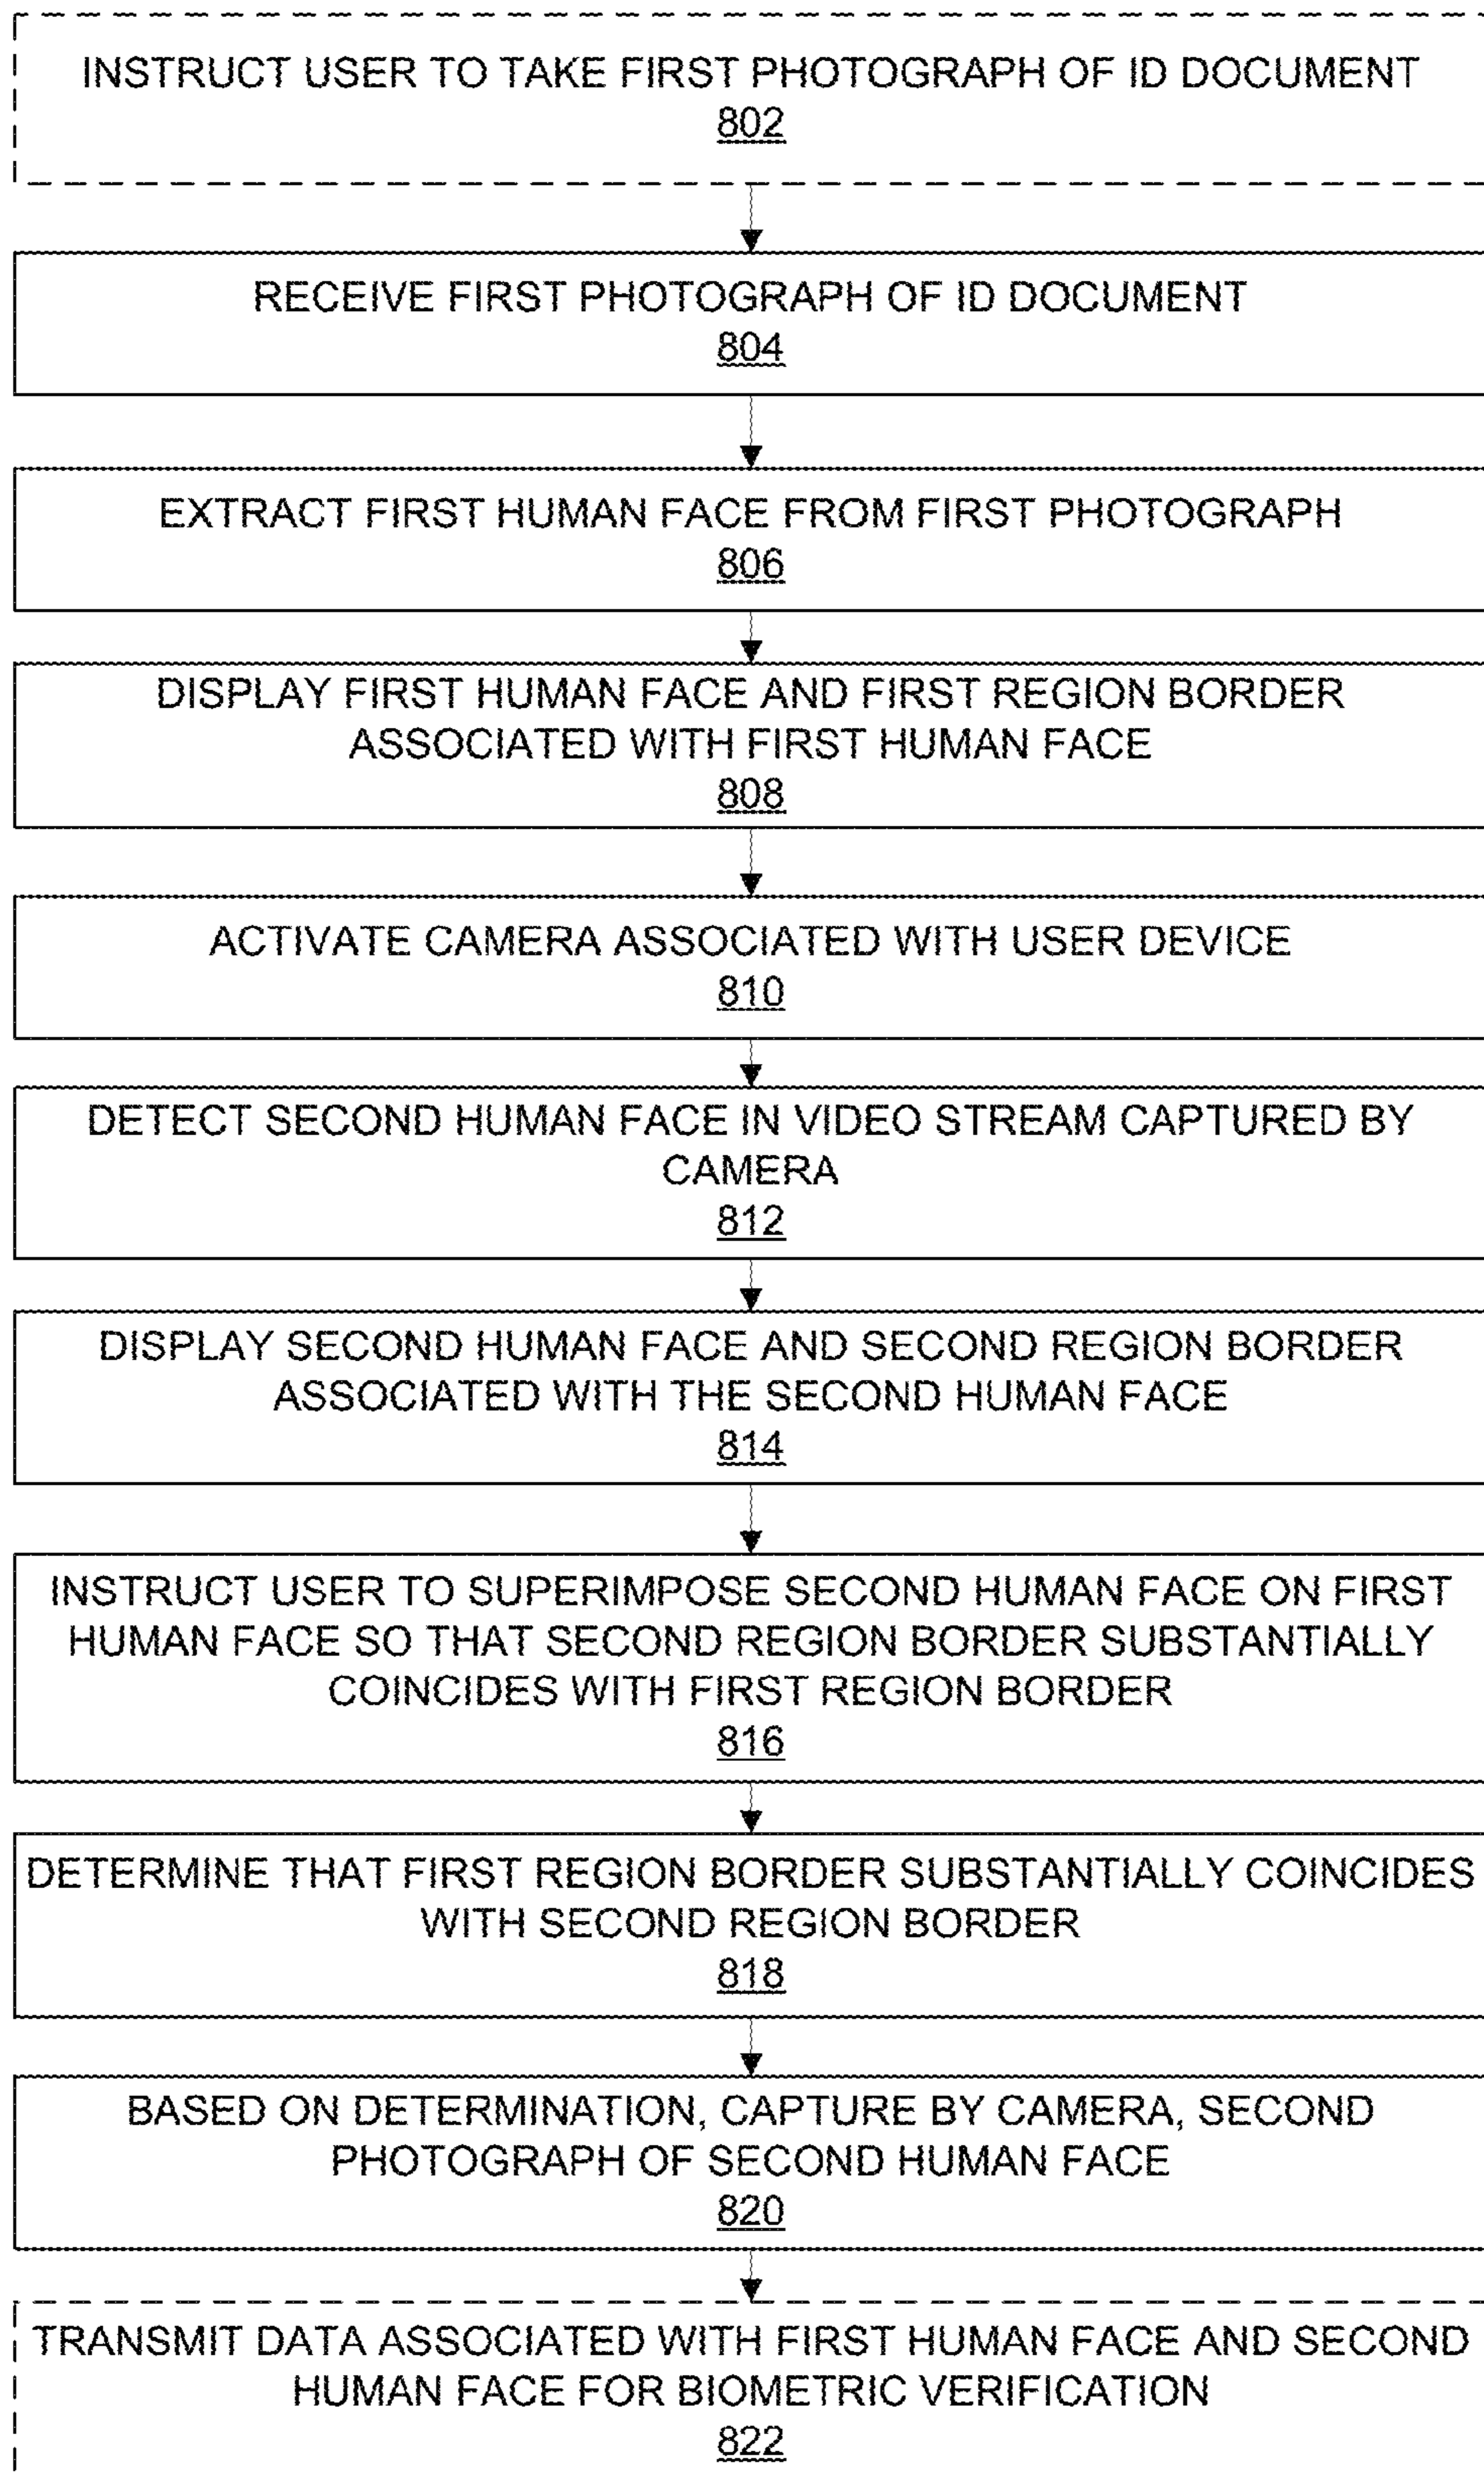 INSTRUCT USER TO TAKE FIRST PHOTOGRAPH OF ID DOCUMENT
802
RECEIVE FIRST PHOTOGRAPH OF ID DOCUMENT
804
EXTRACT FIRST HUMAN FACE FROM FIRST PHOTOGRAPH
806
DISPLAY FIRST HUMAN FACE AND FIRST REGION BORDER
ASSOCIATED WITH FIRST HUMAN FACE
808
ACTIVATE CAMERA ASSOCIATED WITH USER DEVICE
810
DETECT SECOND HUMAN FACE IN VIDEO STREAM CAPTURED BY
CAMERA
812
DISPLAY SECOND HUMAN FACE AND SECOND REGION BORDER
ASSOCIATED WITH THE SECOND HUMAN FACE
814
INSTRUCT USER TO SUPERIMPOSE SECOND HUMAN FACE ON FIRST
HUMAN FACE SO THAT SECOND REGION BORDER SUBSTANTIALLY
COINCIDES WITH FIRST REGION BORDER
816
DETERMINE THAT FIRST REGION BORDER SUBSTANTIALLY COINCIDES
WITH SECOND REGION BORDER
818
BASED ON DETERMINATION, CAPTURE BY CAMERA, SECOND
PHOTOGRAPH OF SECOND HUMAN FACE
820
TRANSMIT DATA ASSOCIATED WITH FIRST HUMAN FACE AND SECOND
HUMAN FACE FOR BIOMETRIC VERIFICATION
822